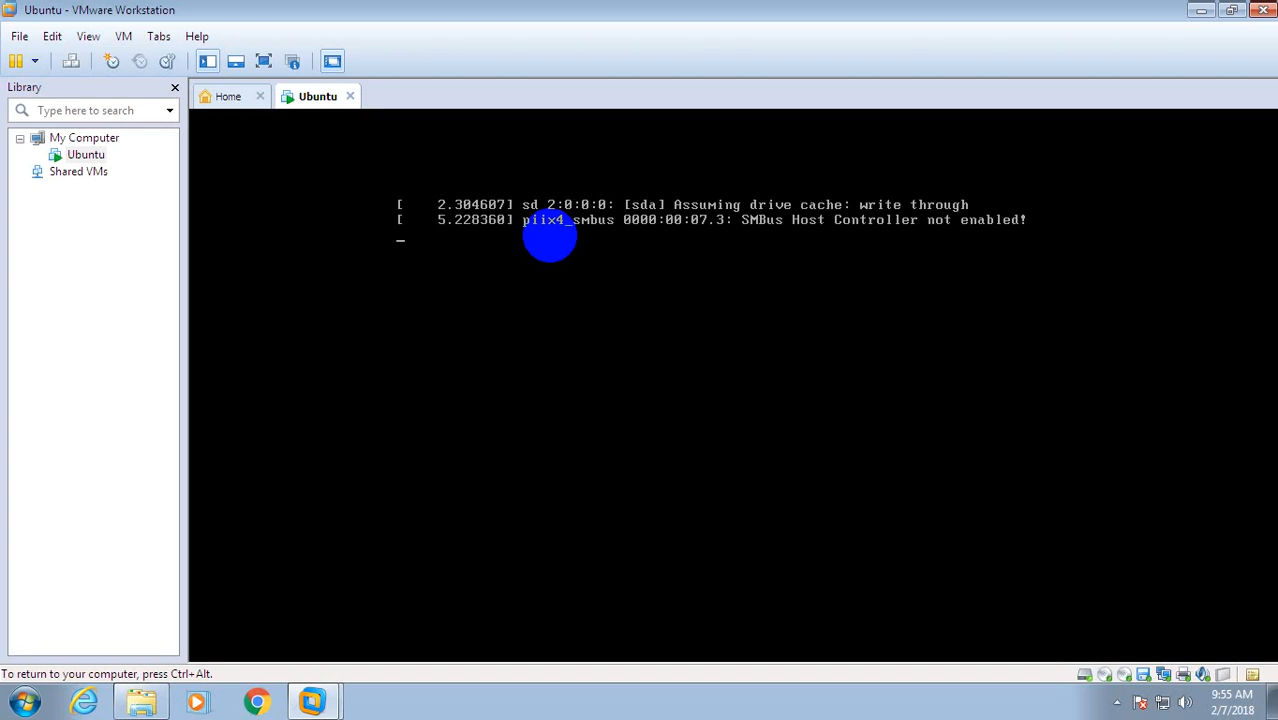 Ubuntu - VMware Workstation
File Edit View VM Tabs Help
Library
Type here to search
My Computer
Ubuntu
Shared VMs
Home Ubuntu
[ 2.304607] sd 2:0:0:0: [sda] Assuming drive cache: write through
[ 5.228360] piix4_smbus 0000:00:07.3: SMBus Host Controller not enabled!
To return to your computer, press Ctrl+Alt.
9:55 AM
2/7/2018